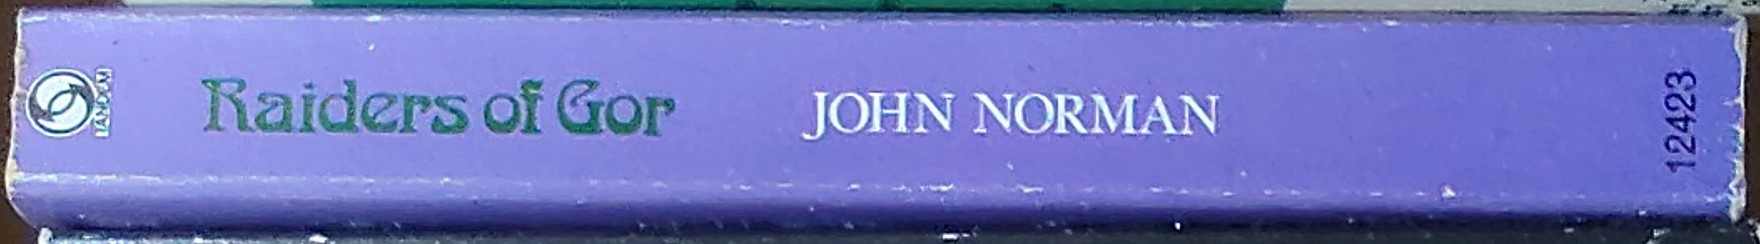 TANDEM
Raiders of Gor
JOHN NORMAN
12423